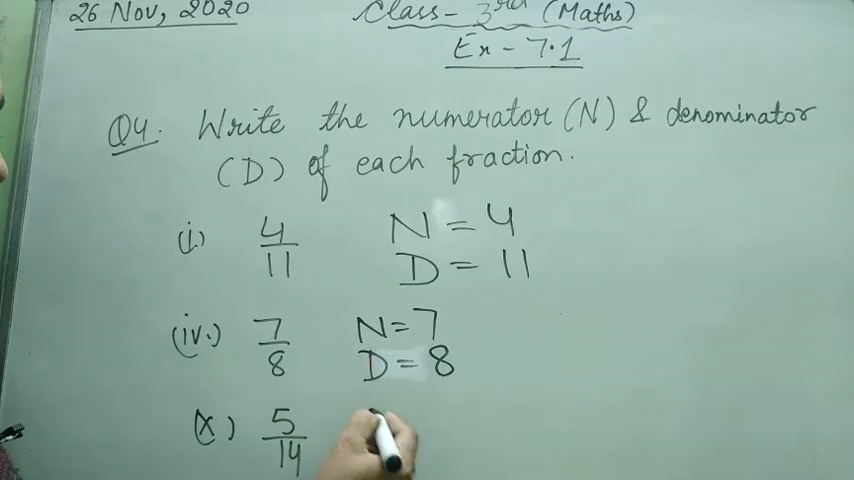 26 Nov, 2020
Class - 3rd (Maths)
Ex - 7.1
Q4. Write the numerator (N) & denominator
(D) of each fraction.
(i.) 4/11 N = 4
D = 11
(iv.) 7/8 N = 7
D = 8
(x) 5/14